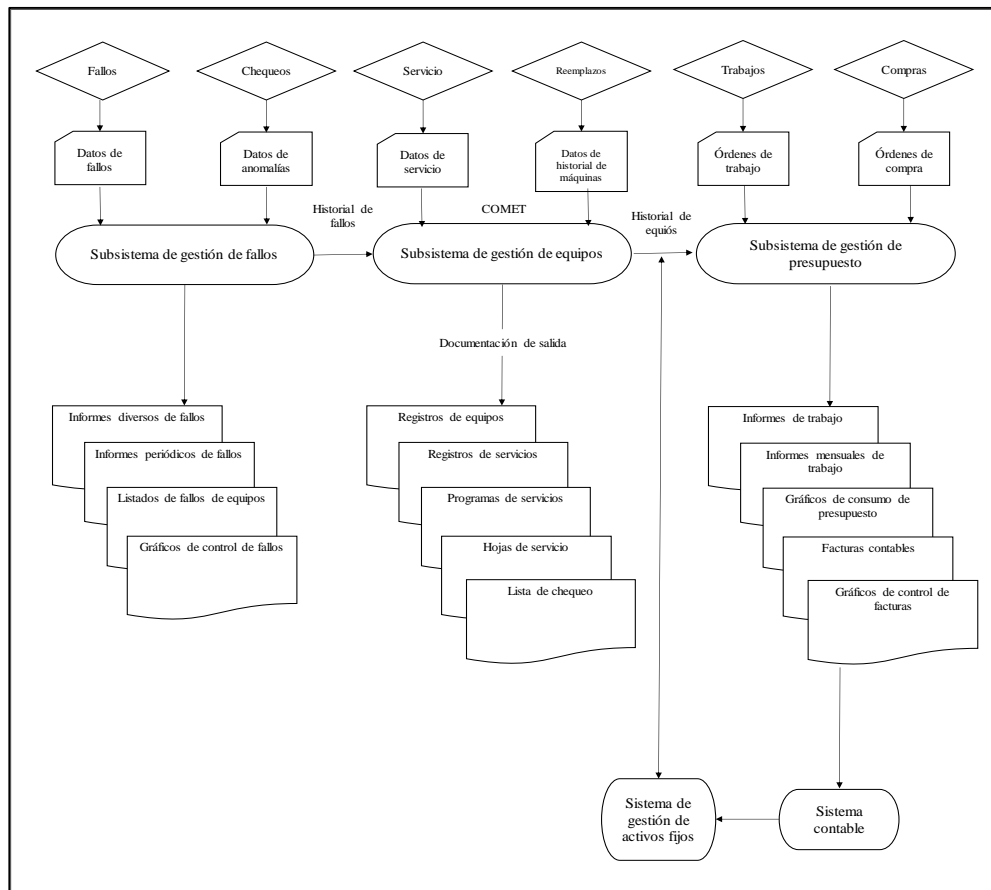 Fallos
Chequeos
Servicio
Reemplazos
Trabajos
Compras
Datos de
fallos
Datos de
anomalías
Datos de
servicio
Datos de
historial de
máquinas
Órdenes de
trabajo
Órdenes de
compra
Historial de
fallos
COMET
Historial de
equiós
Subsistema de gestión de fallos
Subsistema de gestión de equipos
Subsistema de gestión de
presupuesto
Documentación de salida
Informes diversos de fallos
Informes periódicos de fallos
Listados de fallos de equipos
Gráficos de control de fallos
Registros de equipos
Registros de servicios
Programas de servicios
Hojas de servicio
Lista de chequeo
Informes de trabajo
Informes mensuales de
trabajo
Gráficos de consumo de
presupuesto
Facturas contables
Gráficos de control de
facturas
Sistema de
gestión de
activos fijos
Sistema
contable